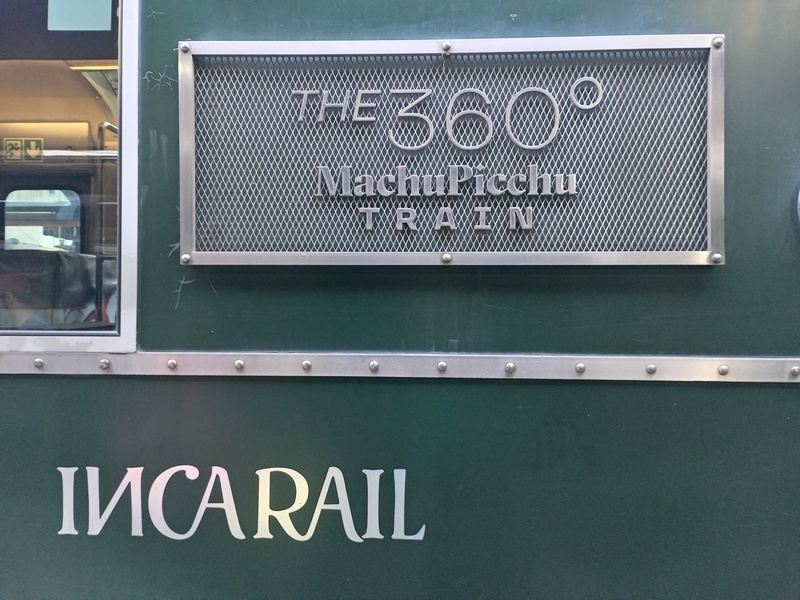 THE 360°
MachuPicchu
TRAIN
INCARAIL